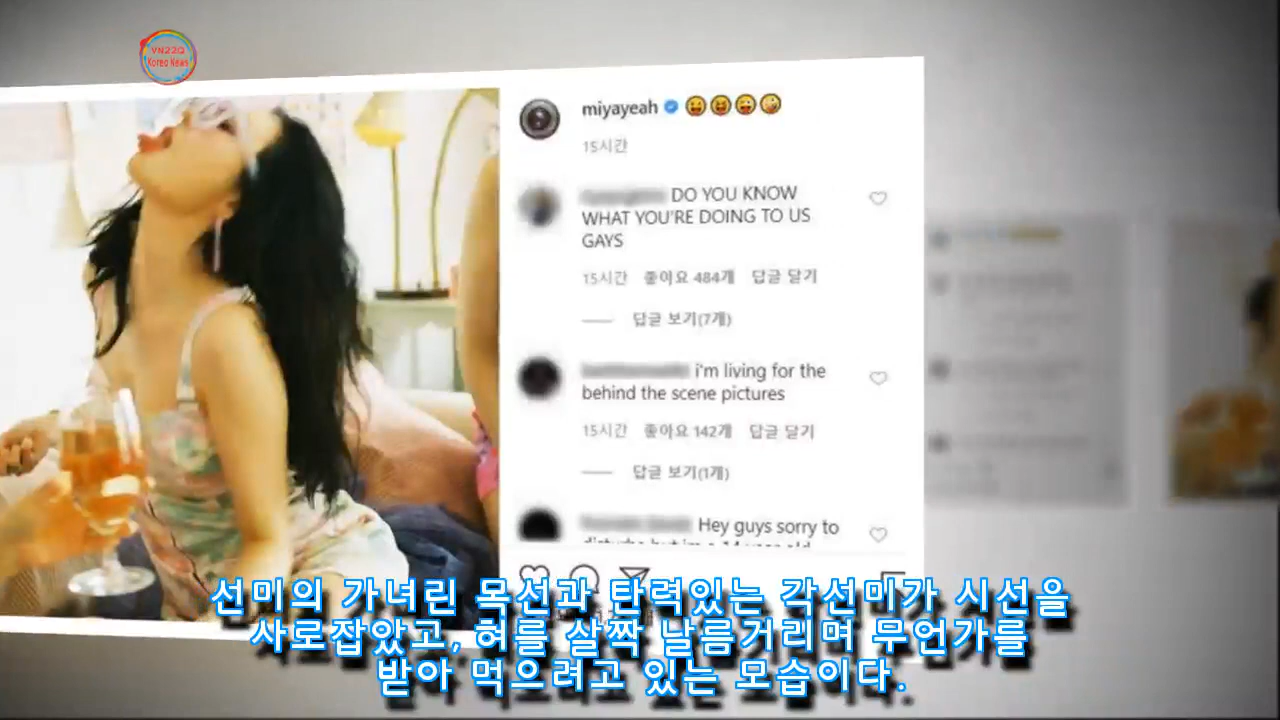 VN22Q
Korea News
miyayeah 😆😝😜🤪
15시간
DO YOU KNOW
WHAT YOU'RE DOING TO US
GAYS
15시간 좋아요 484개 답글 달기
답글 보기(7개)
i'm living for the
behind the scene pictures
15시간 좋아요 142개 답글 달기
답글 보기(1개)
Hey guys sorry to
선미의 가녀린 목선과 탄력있는 각선미가 시선을
사로잡았고, 혀를 살짝 날름거리며 무언가를
받아 먹으려고 있는 모습이다.